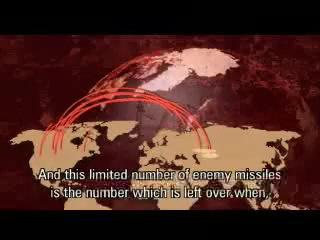 And this limited number of enemy missiles
is the number which is left over when,